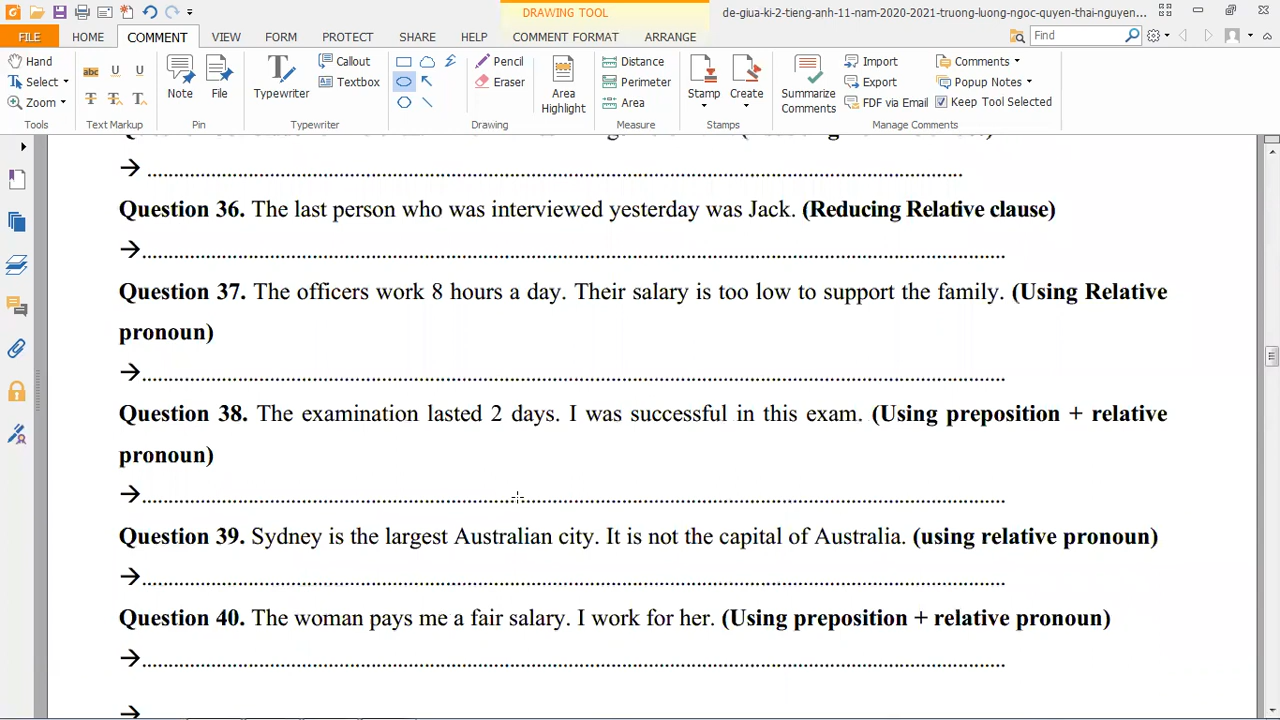 de-giua-ki-2-tieng-anh-11-nam-2020-2021-truong-luong-ngoc-quyen-thai-nguyen...
DRAWING TOOL
FILE HOME COMMENT VIEW FORM PROTECT SHARE HELP COMMENT FORMAT ARRANGE Find
Hand
Select
Zoom
Tools
abc U U
T T T
Text Markup
Note
File
Pin
Typewriter
Callout
Textbox
Typewriter
Pencil
Eraser
Area Highlight
Drawing
Distance
Perimeter
Area
Measure
Stamp
Create
Stamps
Summarize Comments
Import
Export
FDF via Email
Comments
Popup Notes
Keep Tool Selected
Manage Comments
→ ..........................................................................................................................................................
Question 36. The last person who was interviewed yesterday was Jack. (Reducing Relative clause)
→..................................................................................................................................................................
Question 37. The officers work 8 hours a day. Their salary is too low to support the family. (Using Relative
pronoun)
→..................................................................................................................................................................
Question 38. The examination lasted 2 days. I was successful in this exam. (Using preposition + relative
pronoun)
→..................................................................................................................................................................
Question 39. Sydney is the largest Australian city. It is not the capital of Australia. (using relative pronoun)
→..................................................................................................................................................................
Question 40. The woman pays me a fair salary. I work for her. (Using preposition + relative pronoun)
→..................................................................................................................................................................
→